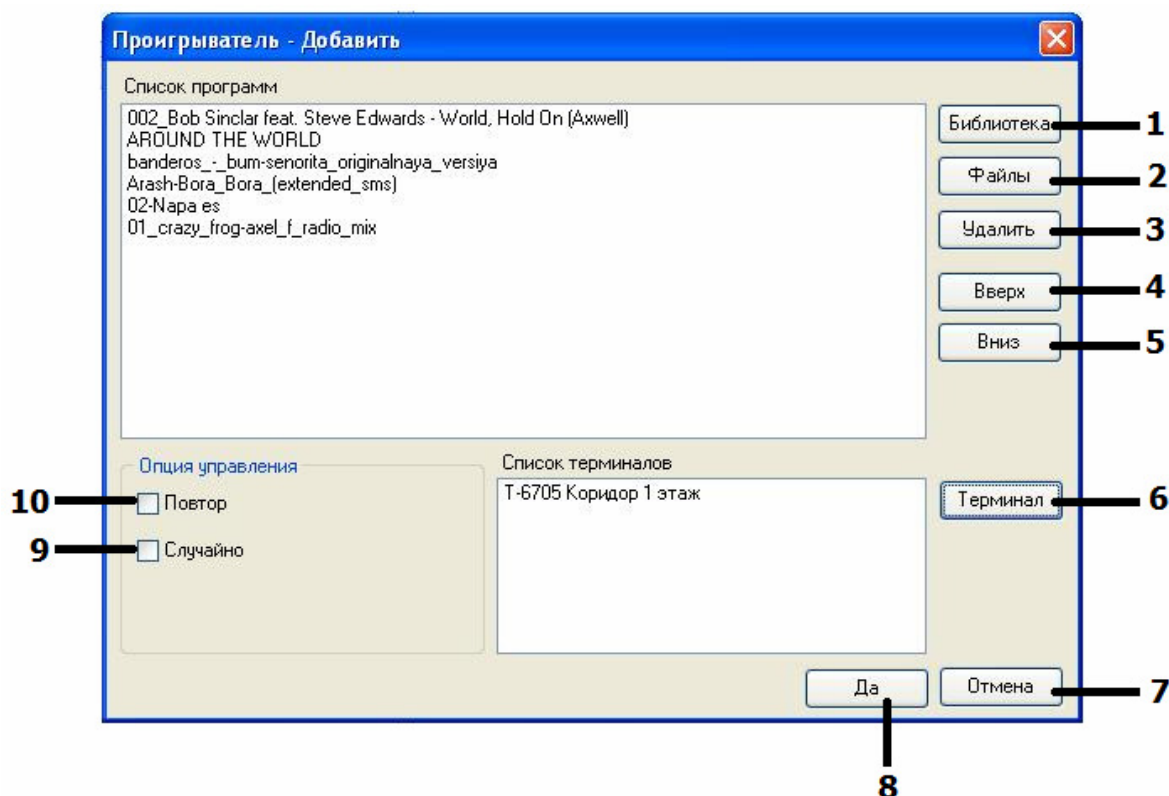 Проигрыватель - Добавить
Список программ
002_Bob Sinclar feat. Steve Edwards - World, Hold On (Axwell)
AROUND THE WORLD
banderos_-_bum-senorita_originalnaya_versiya
Arash-Bora_Bora_(extended_sms)
02-Napa es
01_crazy_frog-axel_f_radio_mix
Библиотека 1
Файлы 2
Удалить 3
Вверх 4
Вниз 5
Опция управления
10 Повтор
9 Случайно
Список терминалов
T-6705 Коридор 1 этаж
Терминал 6
Да
Отмена 7
8